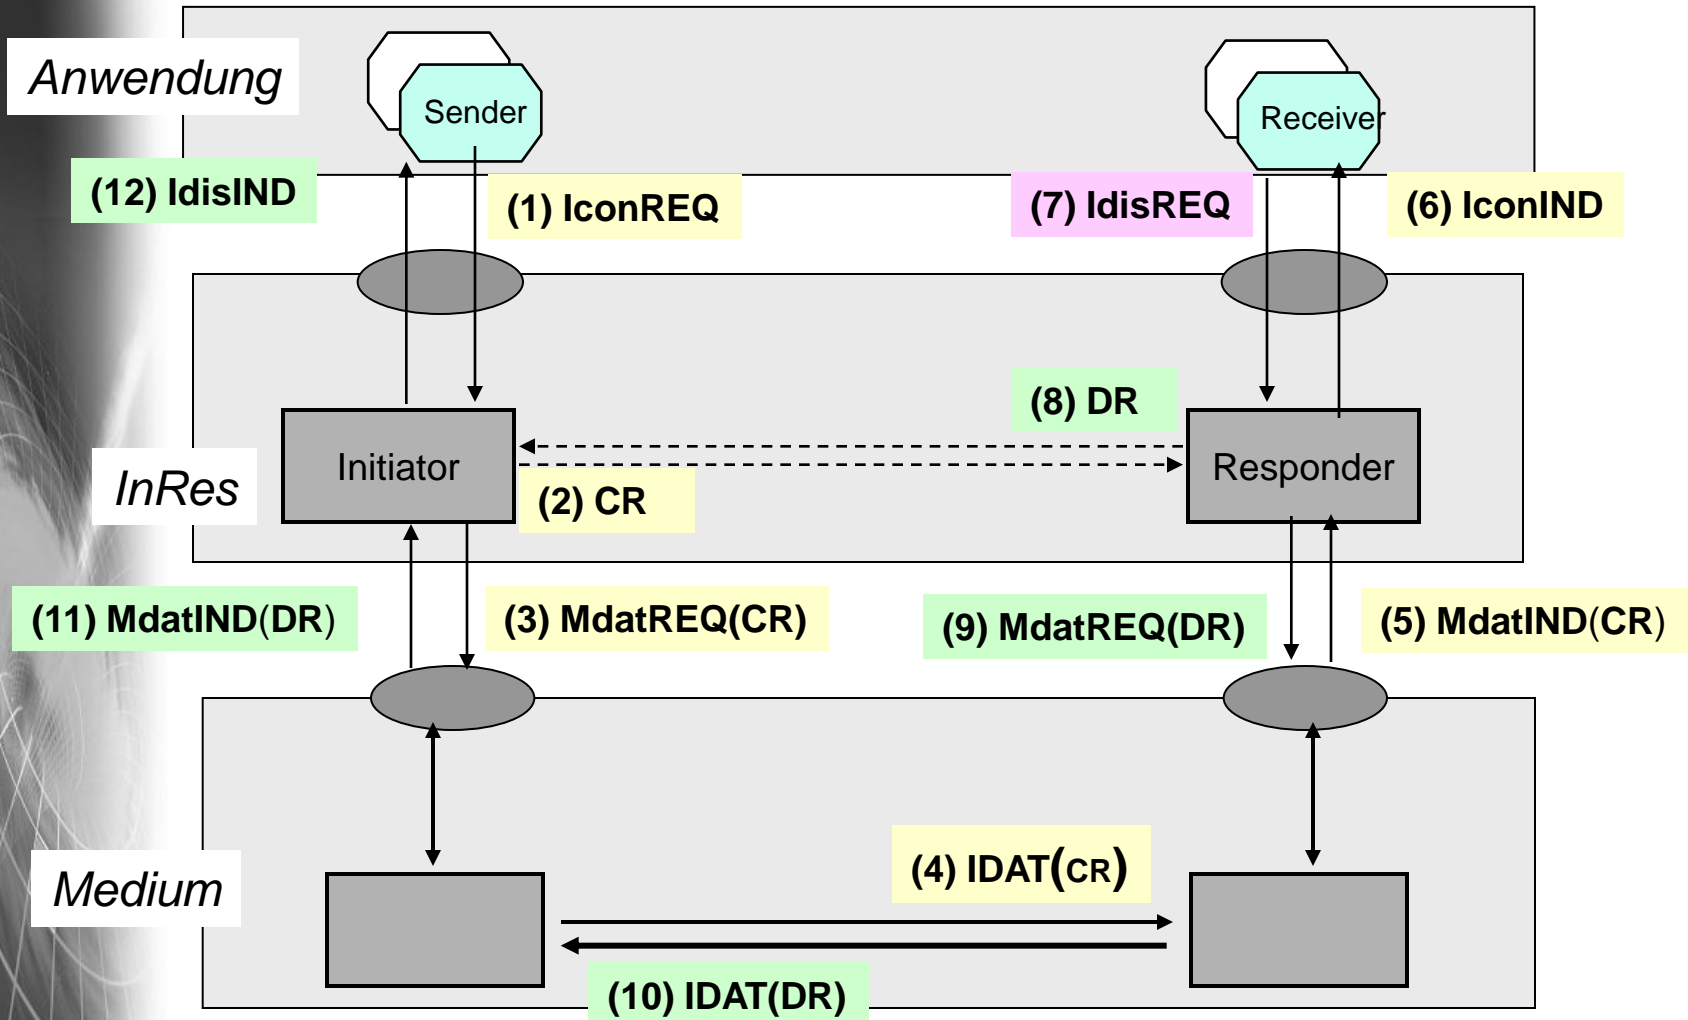 Anwendung
Sender
Receiver
(12) IdisIND
(1) IconREQ
(7) IdisREQ
(6) IconIND
(8) DR
Initiator
Responder
InRes
(2) CR
(11) MdatIND(DR)
(3) MdatREQ(CR)
(9) MdatREQ(DR)
(5) MdatIND(CR)
(4) IDAT(CR)
Medium
(10) IDAT(DR)